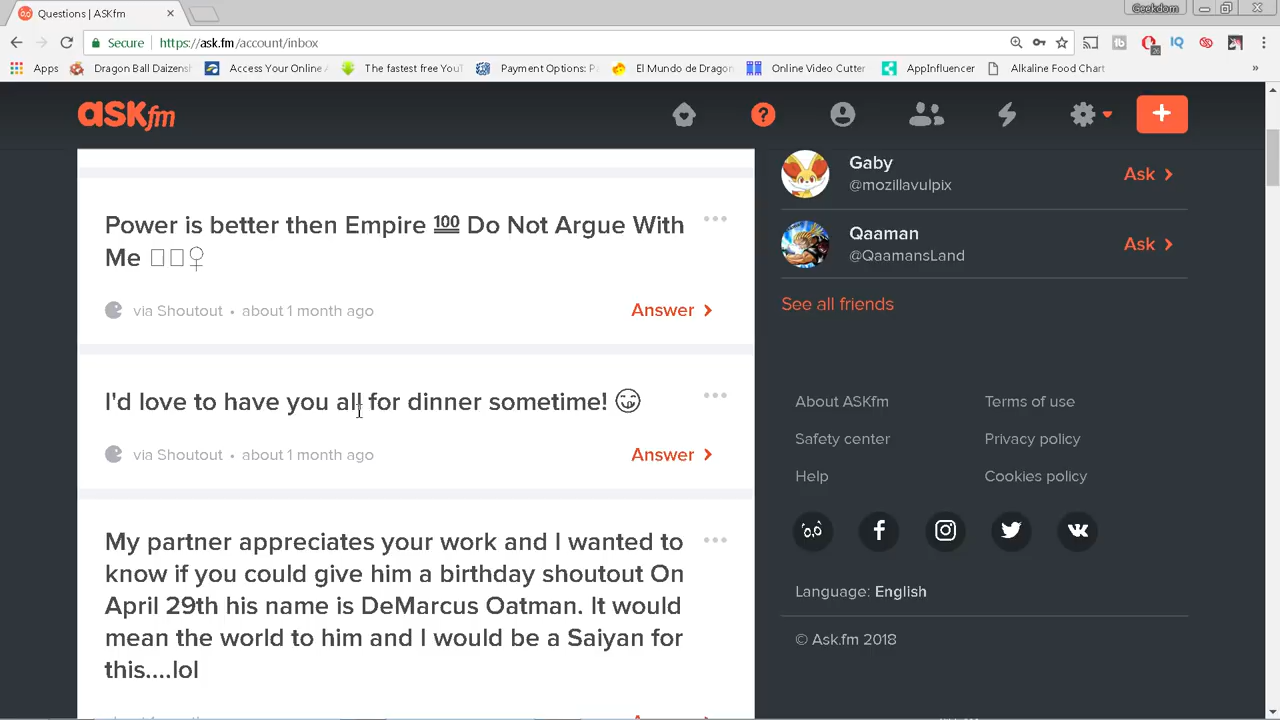 Questions | ASKfm
Geekdom
Secure https://ask.fm/account/inbox
Apps Dragon Ball Daizensh Access Your Online A The fastest free YouT Payment Options: Pa El Mundo de Dragon Online Video Cutter AppInfluencer Alkaline Food Chart
ASKfm
Power is better then Empire 💯 Do Not Argue With
Me ♀
via Shoutout • about 1 month ago
Answer
I'd love to have you all for dinner sometime! 😋
via Shoutout • about 1 month ago
Answer
My partner appreciates your work and I wanted to
know if you could give him a birthday shoutout On
April 29th his name is DeMarcus Oatman. It would
mean the world to him and I would be a Saiyan for
this....lol
Gaby
@mozillavulpix
Ask
Qaaman
@QaamansLand
Ask
See all friends
About ASKfm
Terms of use
Safety center
Privacy policy
Help
Cookies policy
Language: English
© Ask.fm 2018